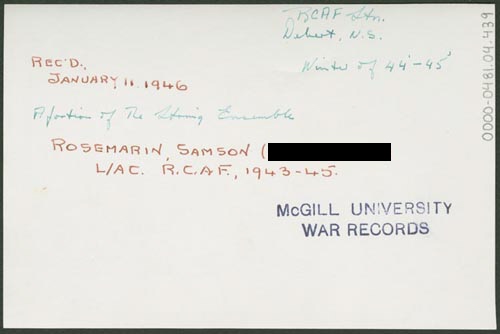 RCAF Stn.
Debert, N.S.
Winter of 44'-45'
REC'D.,
JANUARY 11. 1946
A portion of The String Ensemble
ROSEMARIN, SAMSON (
L/AC. R.C.A.F., 1943-45.
McGILL UNIVERSITY
WAR RECORDS
0000-0481.04.439